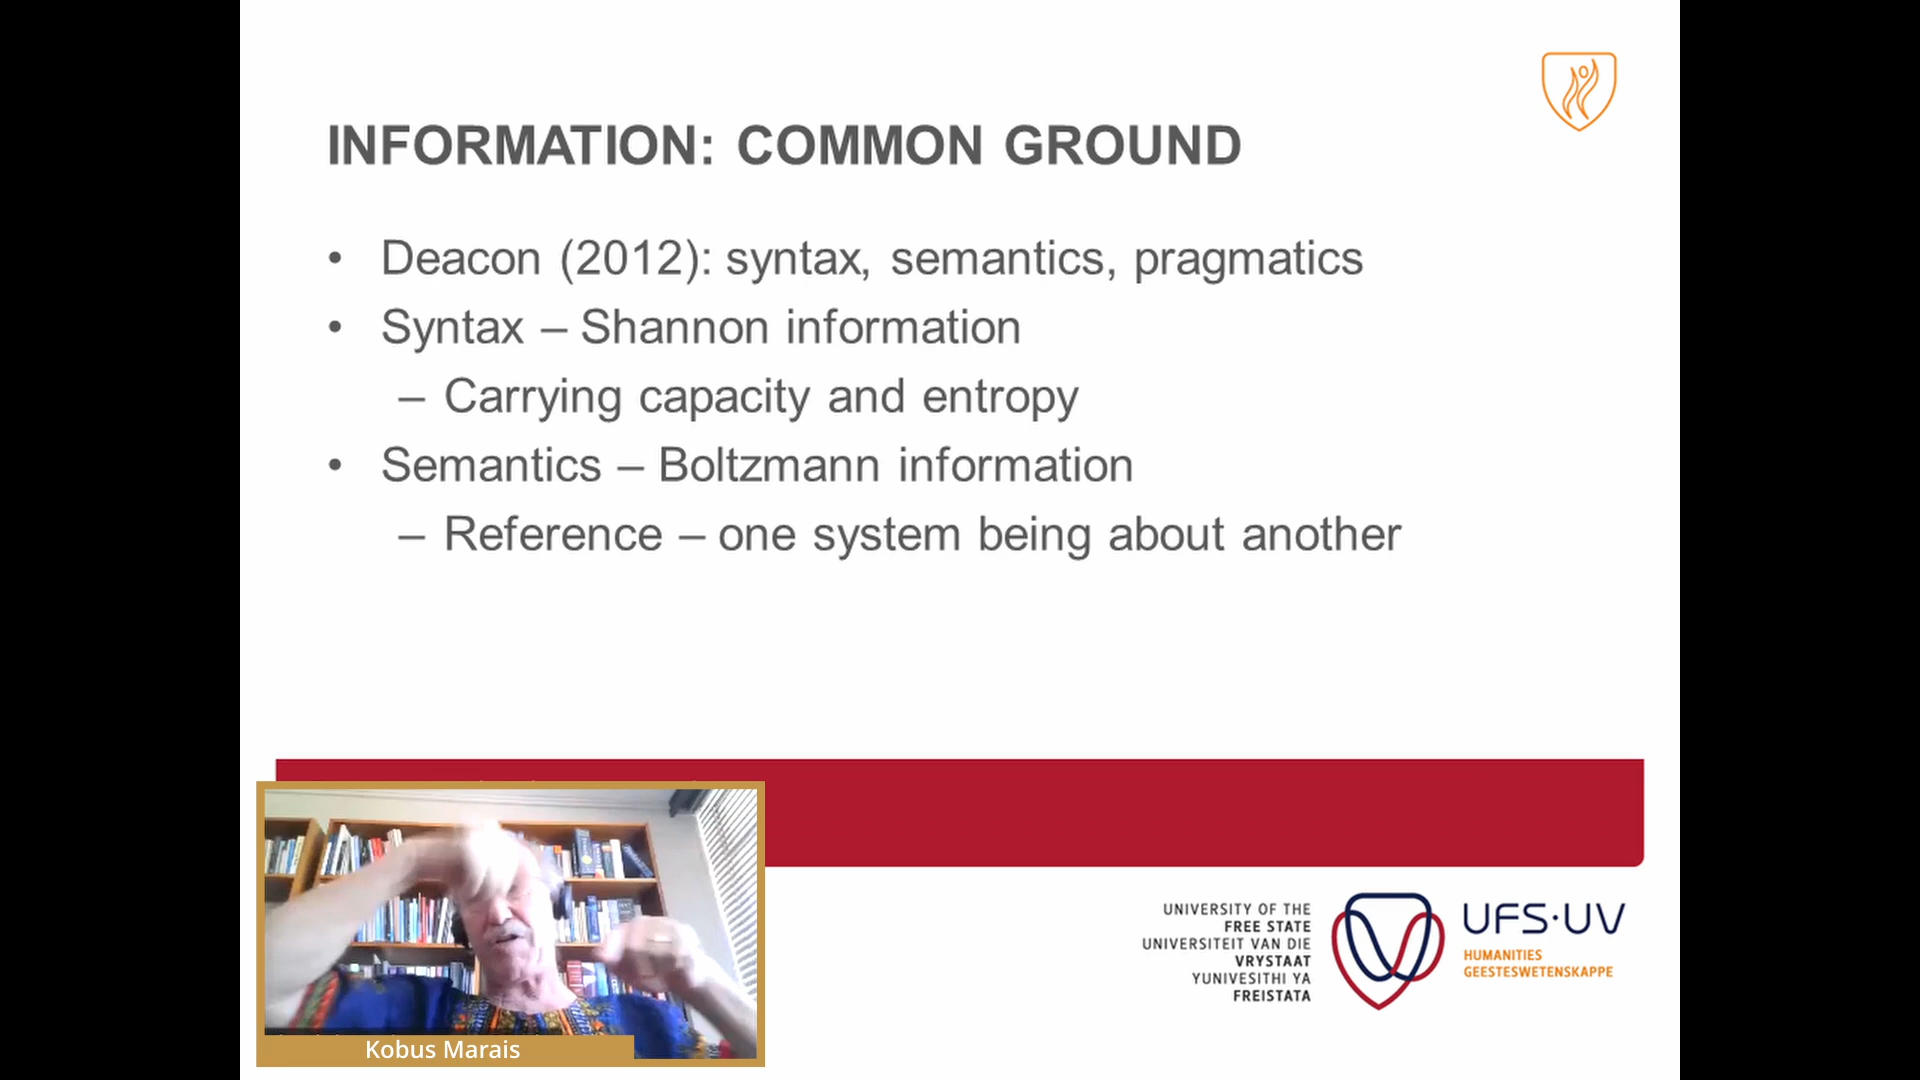 INFORMATION: COMMON GROUND
• Deacon (2012): syntax, semantics, pragmatics
• Syntax – Shannon information
– Carrying capacity and entropy
• Semantics – Boltzmann information
– Reference – one system being about another
UNIVERSITY OF THE
FREE STATE
UNIVERSITEIT VAN DIE
VRYSTAAT
YUNIVESITHI YA
FREISTATA
UFS·UV
HUMANITIES
GEESTESWETENSKAPPE
Kobus Marais